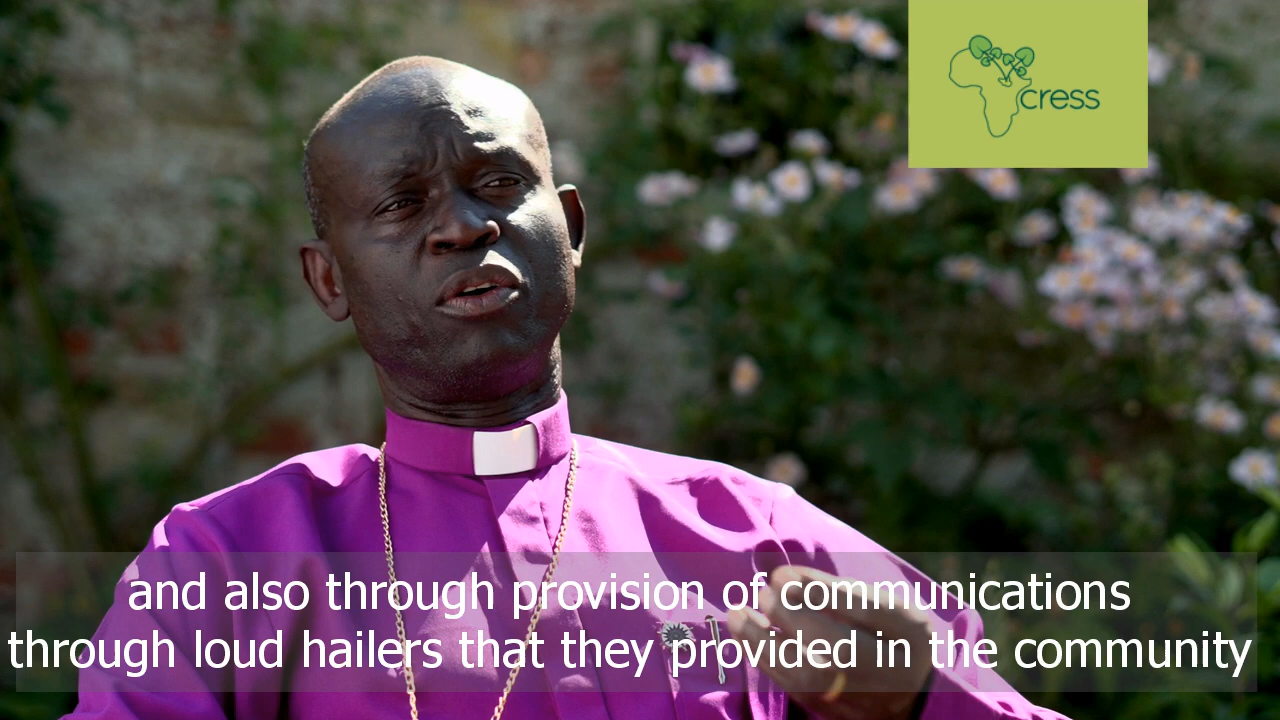 cress
and also through provision of communications
through loud hailers that they provided in the community